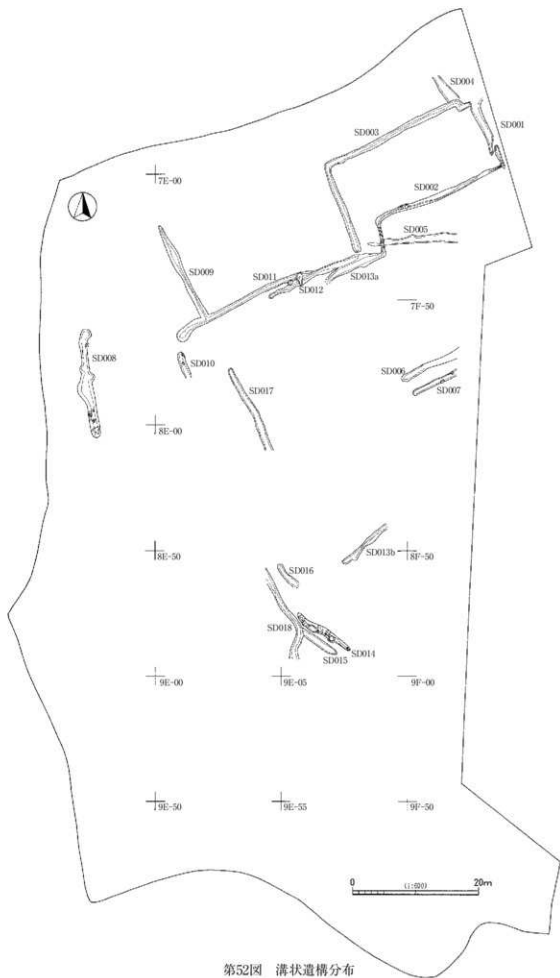 SD004
SD001
SD003
7E-00
SD002
SD005
SD009
SD011
SD013a
SD012
7F-50
SD008
SD010
SD006
SD017
SD007
8E-00
8E-50
SD013b
8F-50
SD016
SD018
SD014
SD015
9E-00
9E-05
9F-00
9E-50
9E-55
9F-50
0
(1:600)
20m
第52図 溝状遺構分布